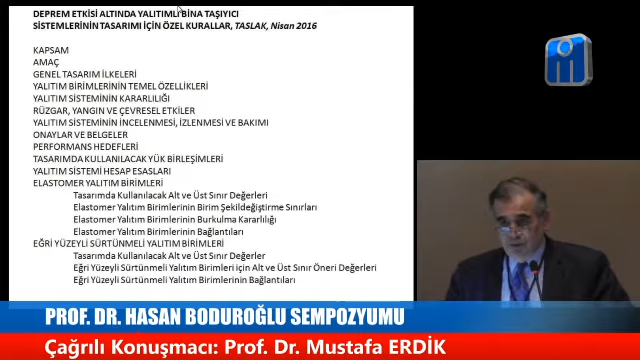 DEPREM ETKİSİ ALTINDA YALITIMLI BİNA TAŞIYICI
SİSTEMLERİNİN TASARIMI İÇİN ÖZEL KURALLAR, TASLAK, Nisan 2016
KAPSAM
AMAÇ
GENEL TASARIM İLKELERİ
YALITIM BİRİMLERİNİN TEMEL ÖZELLİKLERİ
YALITIM SİSTEMİNİN KARARLILIĞI
RÜZGAR, YANGIN VE ÇEVRESEL ETKİLER
YALITIM SİSTEMİNİN İNCELENMESİ, İZLENMESİ VE BAKIMI
ONAYLAR VE BELGELER
PERFORMANS HEDEFLERİ
TASARIMDA KULLANILACAK YÜK BİRLEŞİMLERİ
YALITIM SİSTEMİ HESAP ESASLARI
ELASTOMER YALITIM BİRİMLERİ
Tasarımda Kullanılacak Alt ve Üst Sınır Değerleri
Elastomer Yalıtım Birimlerinin Birim Şekildeğiştirme Sınırları
Elastomer Yalıtım Birimlerinin Burkulma Kararlılığı
Elastomer Yalıtım Birimlerinin Bağlantıları
EĞRİ YÜZEYLİ SÜRTÜNMELİ YALITIM BİRİMLERİ
Tasarımda Kullanılacak Alt ve Üst Sınır Değerler
Eğri Yüzeyli Sürtünmeli Yalıtım Birimleri için Alt ve Üst Sınır Öneri Değerleri
Eğri Yüzeyli Sürtünmeli Yalıtım Birimlerinin Bağlantıları
PROF. DR. HASAN BODUROĞLU SEMPOZYUMU
Çağrılı Konuşmacı: Prof. Dr. Mustafa ERDİK